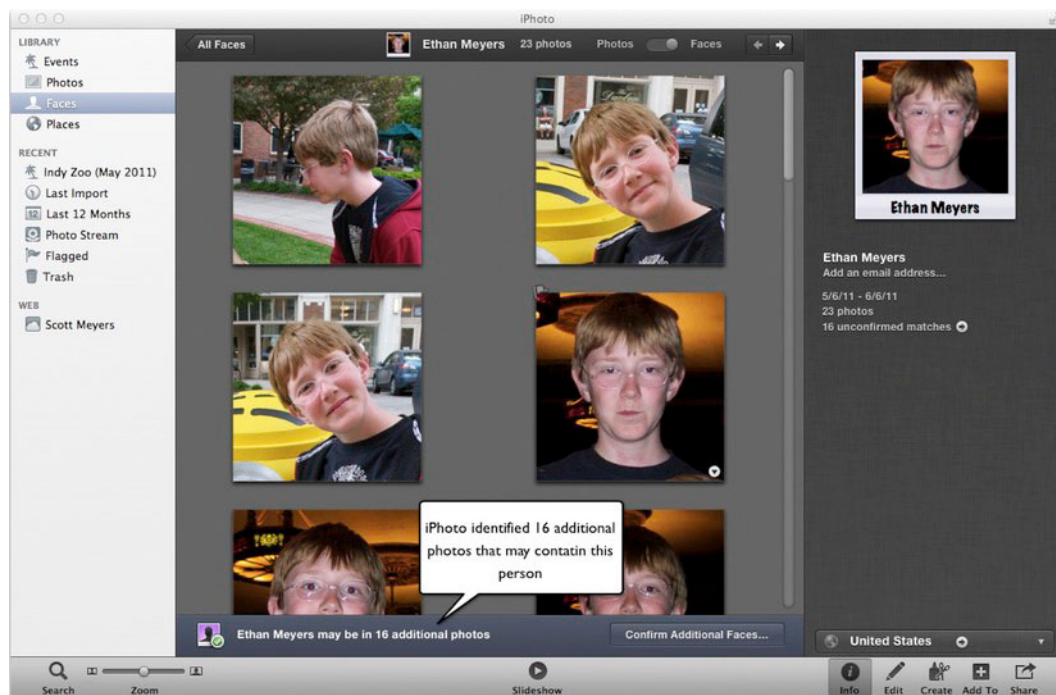 iPhoto
LIBRARY
Events
Photos
Faces
Places
RECENT
Indy Zoo (May 2011)
Last Import
12 Last 12 Months
Photo Stream
Flagged
Trash
WEB
Scott Meyers
All Faces
Ethan Meyers 23 photos Photos Faces
iPhoto identified 16 additional
photos that may contatin this
person
Ethan Meyers may be in 16 additional photos
Confirm Additional Faces...
Ethan Meyers
Ethan Meyers
Add an email address...
5/6/11 - 6/6/11
23 photos
16 unconfirmed matches
United States
Search Zoom Slideshow Info Edit Create Add To Share